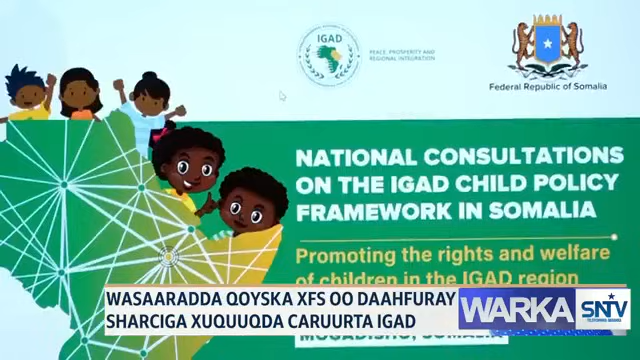 IGAD
PEACE, PROSPERITY AND
REGIONAL INTEGRATION
Federal Republic of Somalia
NATIONAL CONSULTATIONS
ON THE IGAD CHILD POLICY
FRAMEWORK IN SOMALIA
Promoting the rights and welfare
of children in the IGAD region
WASAARADDA QOYSKA XFS OO DAAHFURAY
SHARCIGA XUQUUQDA CARUURTA IGAD
WARKA
SNTV
MOGADISHU, SOMALIA